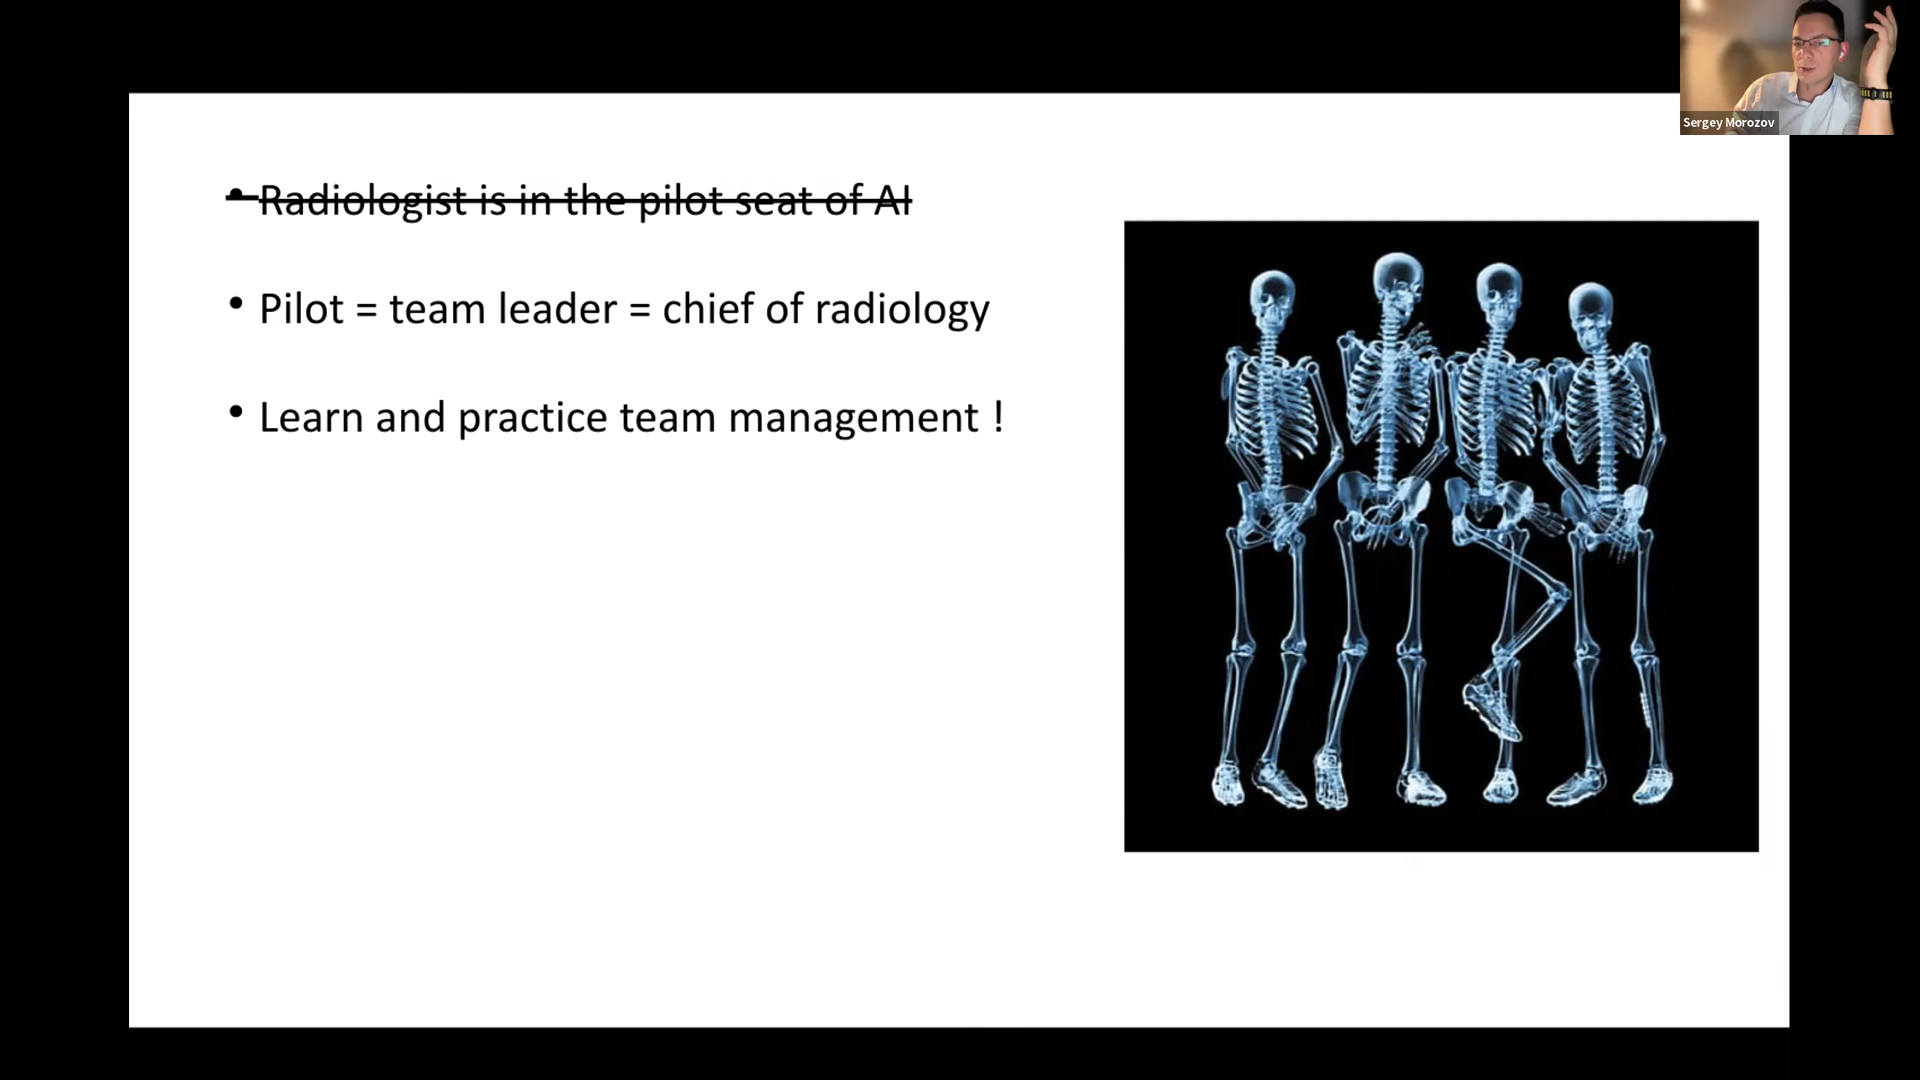 Sergey Morozov
• Radiologist is in the pilot seat of AI
• Pilot = team leader = chief of radiology
• Learn and practice team management !